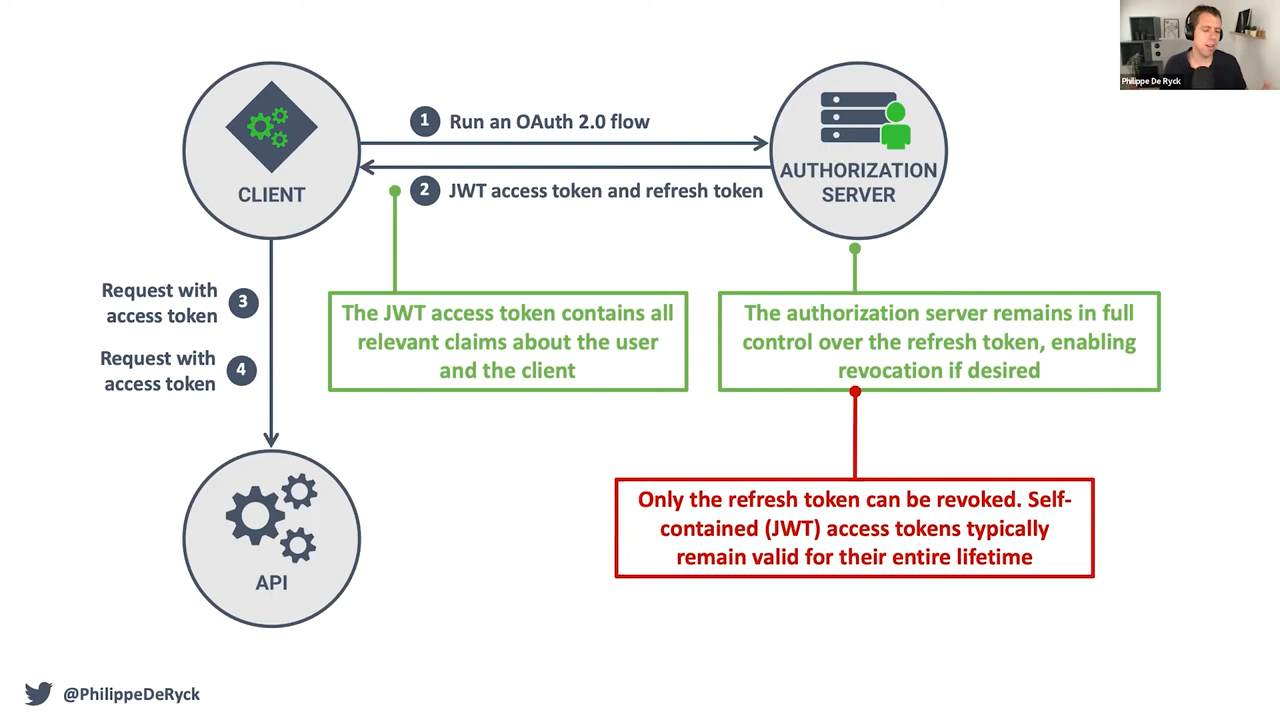 Philippe De Ryck
1
Run an OAuth 2.0 flow
CLIENT
AUTHORIZATION
SERVER
2
JWT access token and refresh token
Request with
access token
3
Request with
access token
4
The JWT access token contains all
relevant claims about the user
and the client
The authorization server remains in full
control over the refresh token, enabling
revocation if desired
Only the refresh token can be revoked. Self-
contained (JWT) access tokens typically
remain valid for their entire lifetime
API
@PhilippeDeRyck